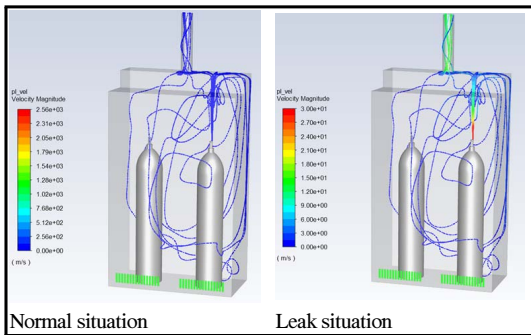 pl_vel
Velocity Magnitude
2.56e+03
2.31e+03
2.05e+03
1.79e+03
1.54e+03
1.28e+03
1.02e+03
7.68e+02
5.12e+02
2.56e+02
0.00e+00
( m/s )
Normal situation
pl_vel
Velocity Magnitude
3.00e+01
2.70e+01
2.40e+01
2.10e+01
1.80e+01
1.50e+01
1.20e+01
9.00e+00
6.00e+00
3.00e+00
0.00e+00
( m/s )
Leak situation